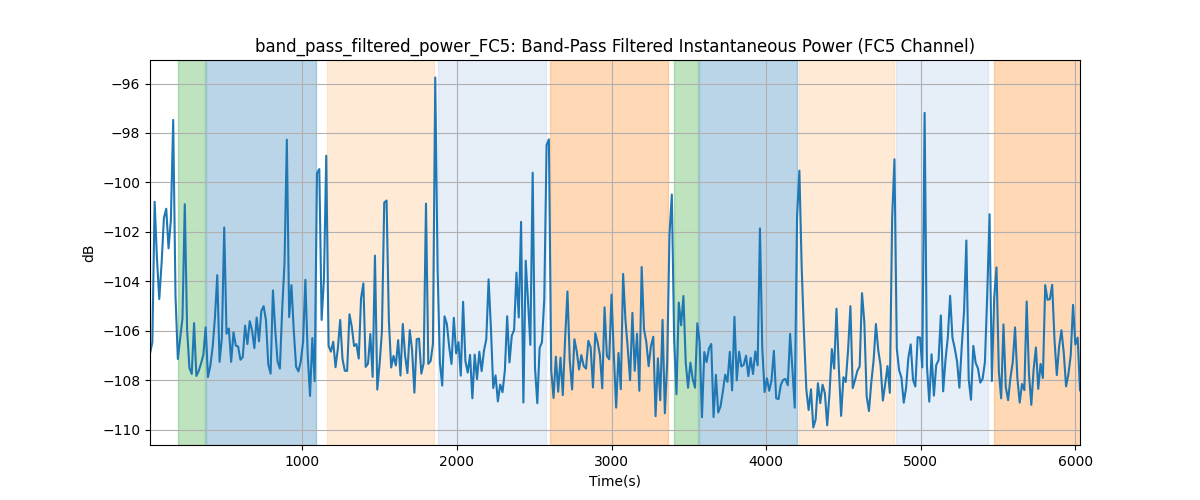 band_pass_filtered_power_FC5: Band-Pass Filtered Instantaneous Power (FC5 Channel)
−96
−98
−100
−102
−104
−106
−108
−110
dB
1000 2000 3000 4000 5000 6000
Time(s)